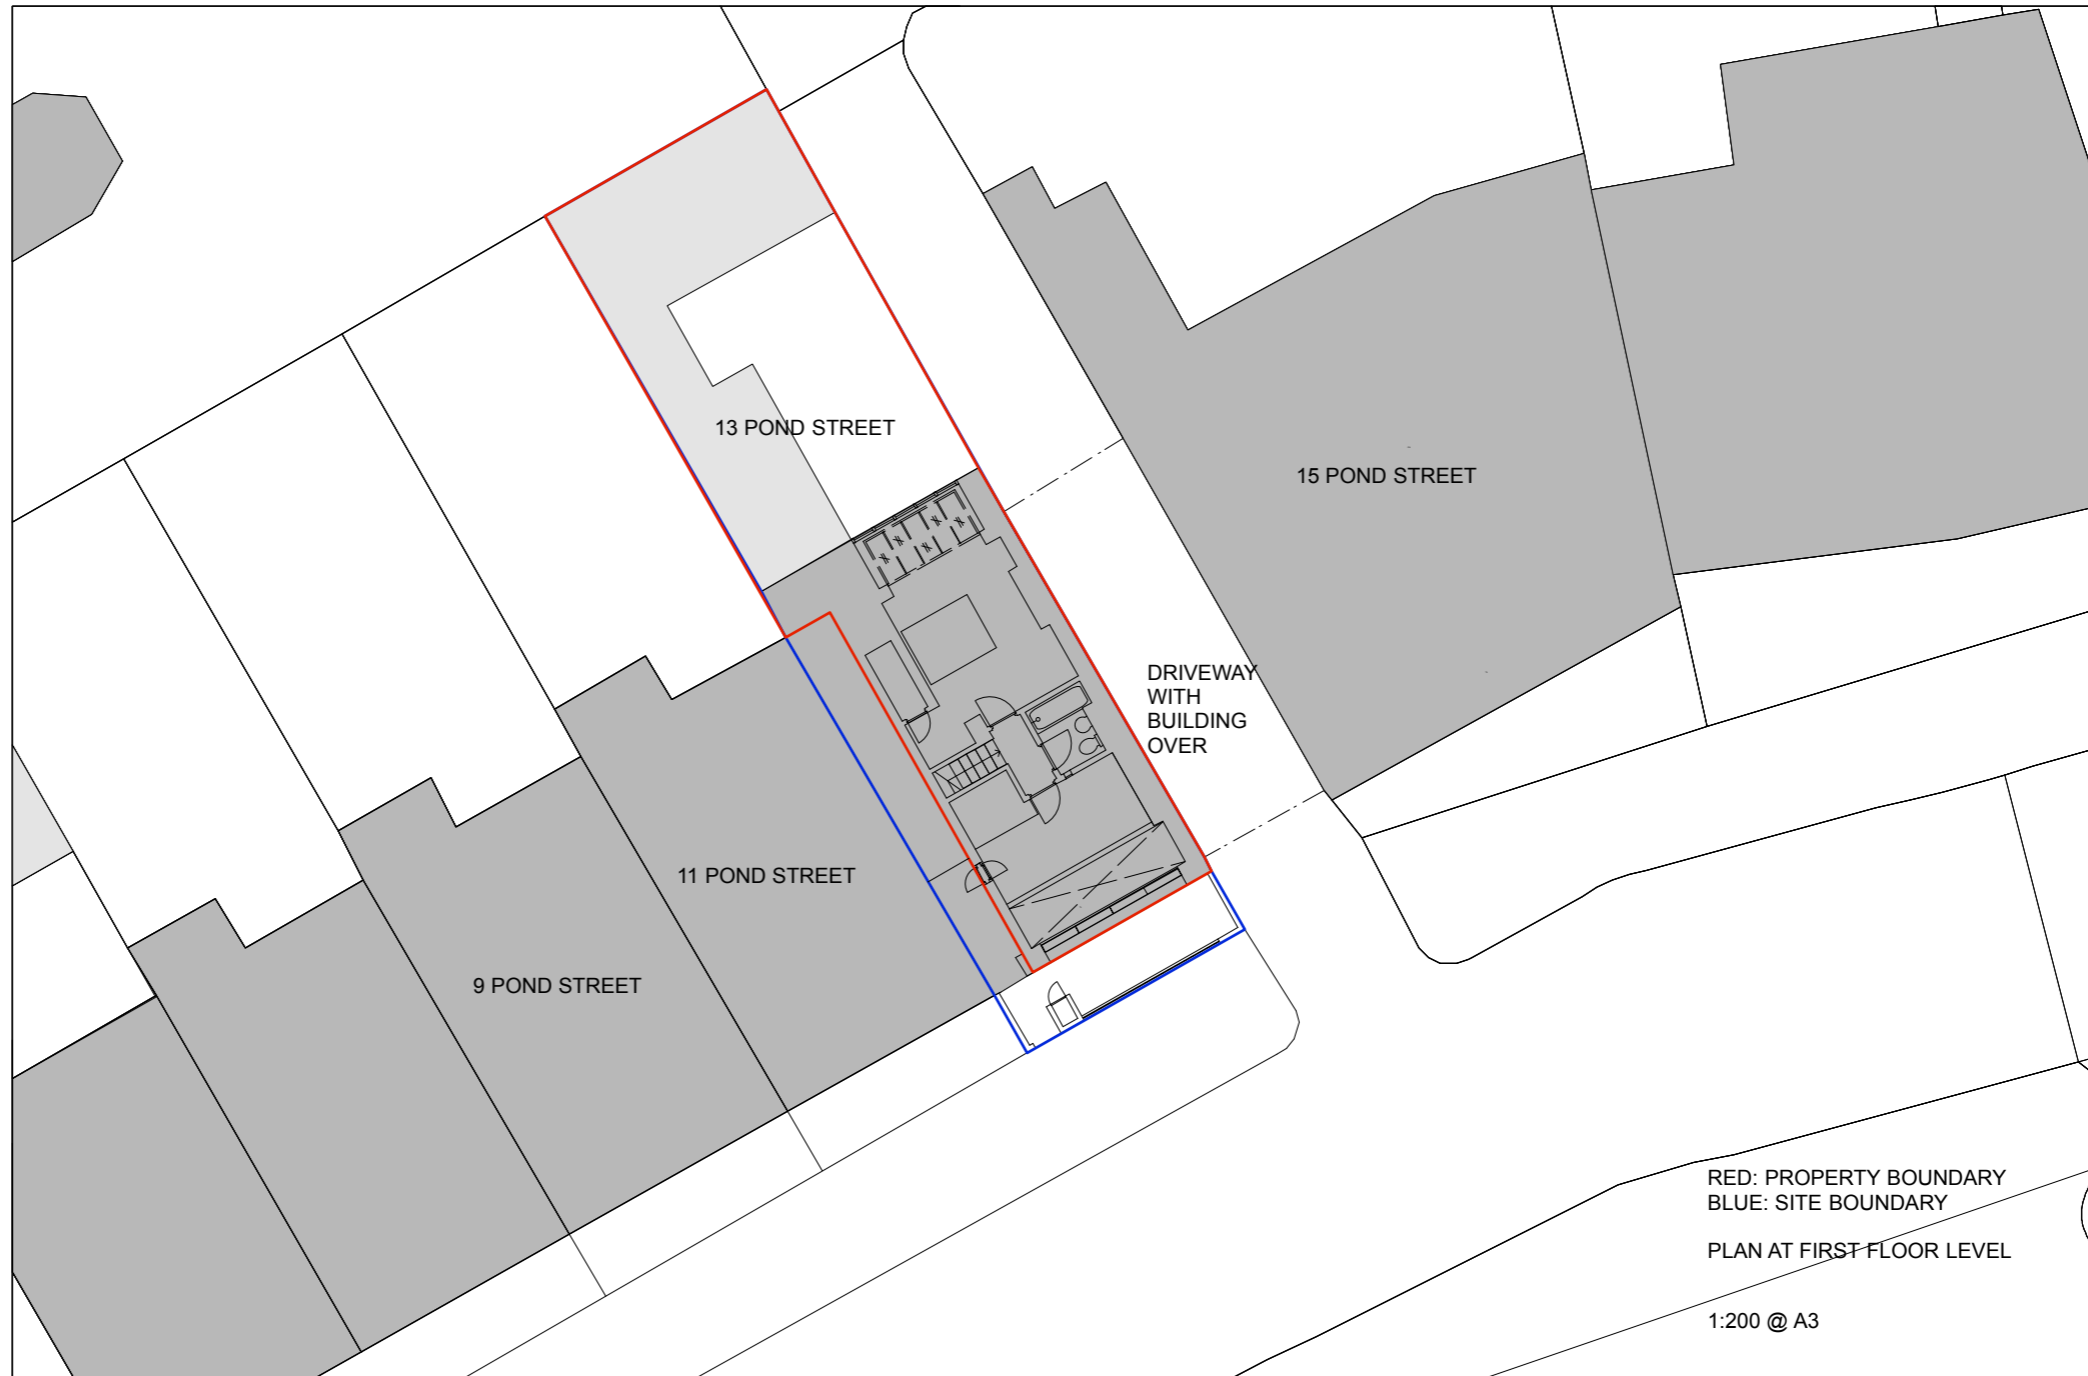 13 POND STREET
15 POND STREET
DRIVEWAY
WITH
BUILDING
OVER
11 POND STREET
9 POND STREET
RED: PROPERTY BOUNDARY
BLUE: SITE BOUNDARY
PLAN AT FIRST FLOOR LEVEL
1:200 @ A3